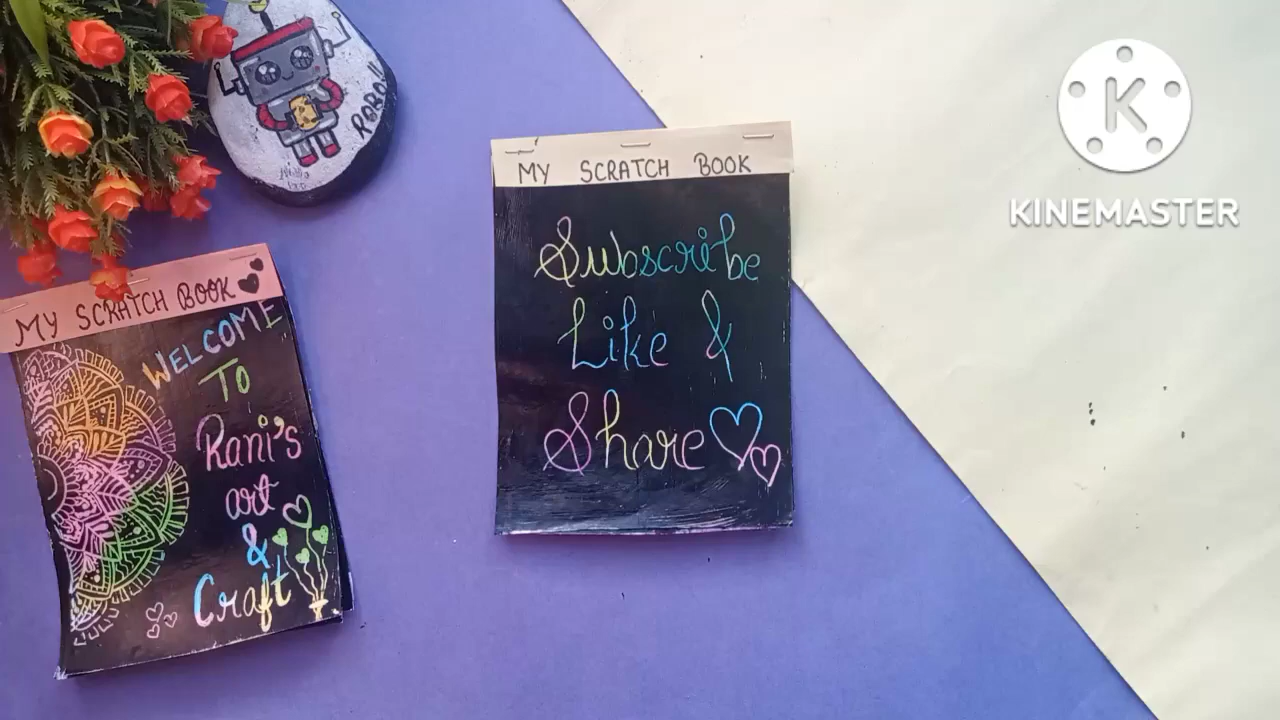 ROBO!!
MY SCRATCH BOOK
Subscribe
Like &
Share
MY SCRATCH BOOK
WELCOME
TO
Rani's
art
&
Craft
K
KINEMASTER